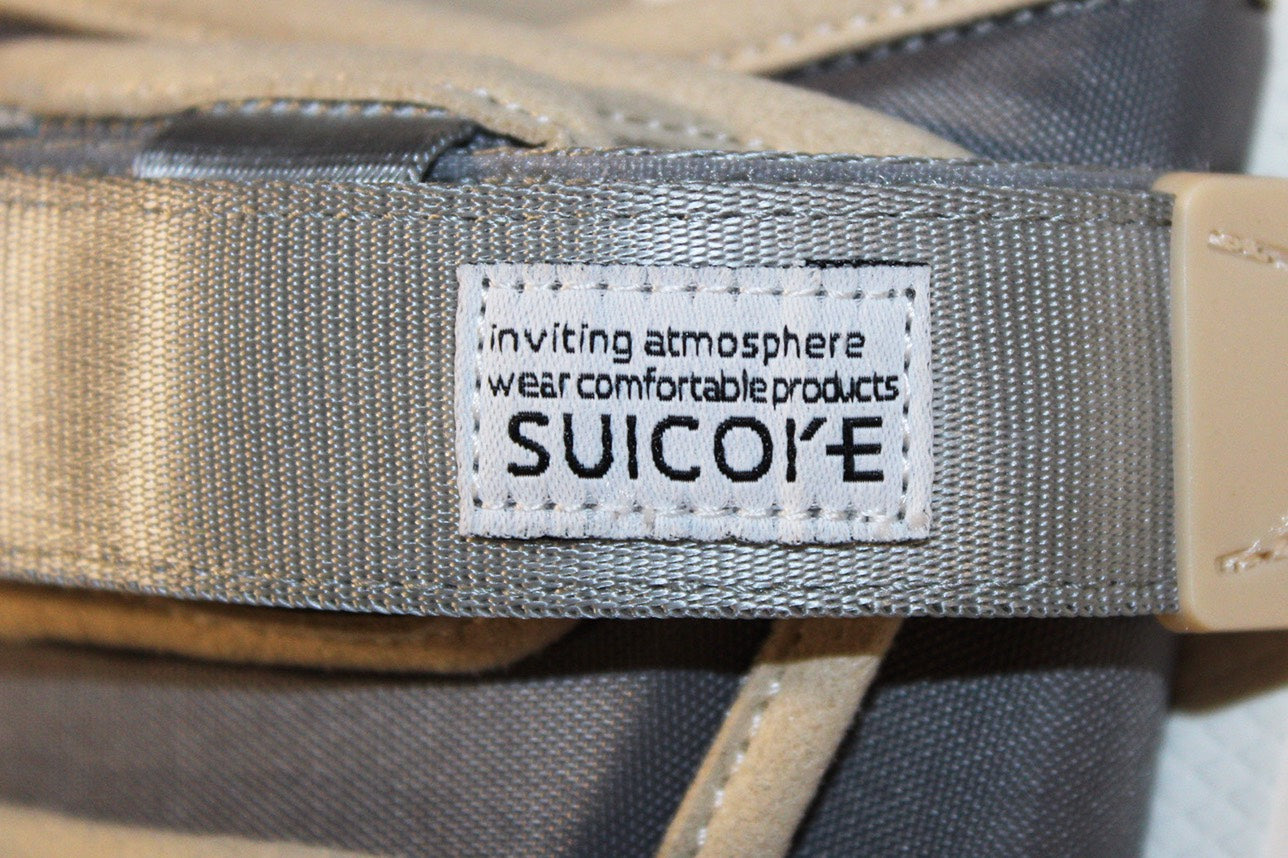 inviting atmosphere
wear comfortable products
SUICOKE